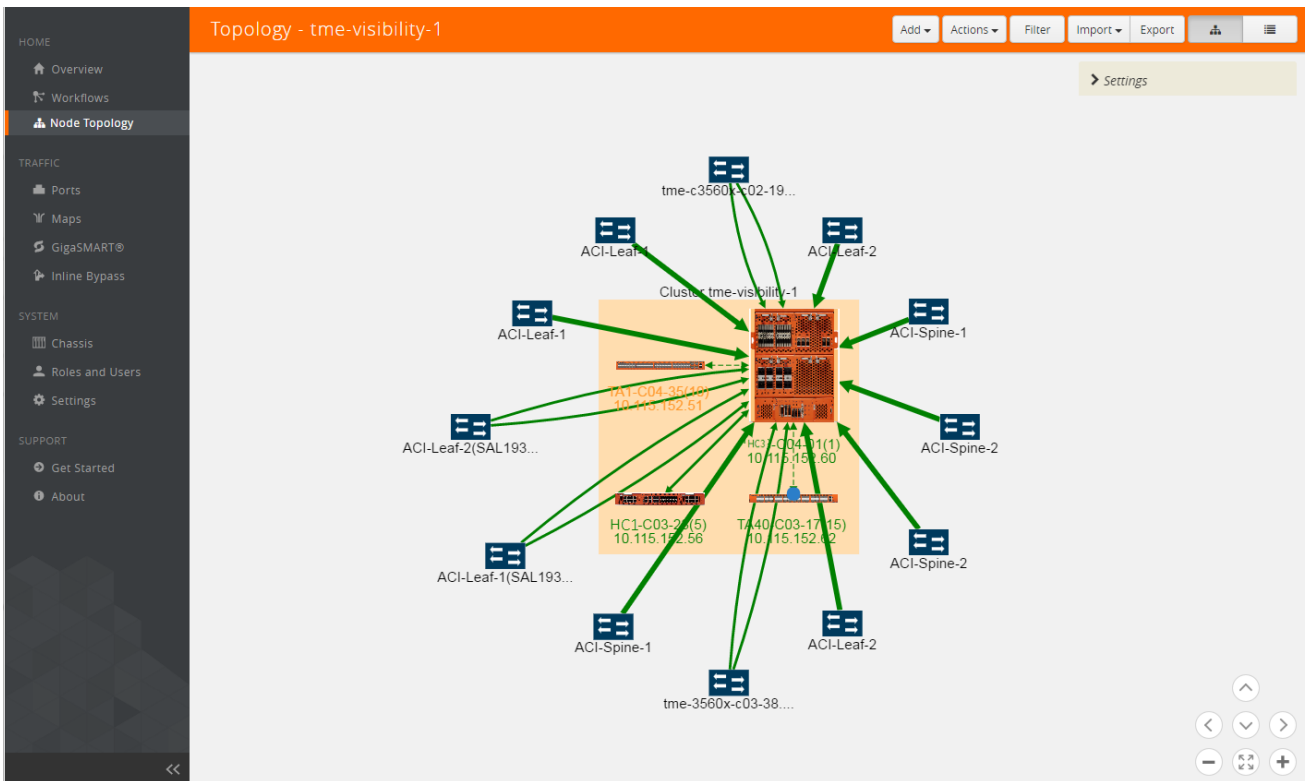 Topology - tme-visibility-1
Add
Actions
Filter
Import
Export
HOME
Overview
Workflows
Node Topology
TRAFFIC
Ports
Maps
GigaSMART®
Inline Bypass
SYSTEM
Chassis
Roles and Users
Settings
SUPPORT
Get Started
About
Settings
tme-c3560x-c02-19...
ACI-Leaf-1
ACI-Leaf-2
Cluster tme-visibility-1
ACI-Leaf-1
ACI-Spine-1
TA1-C04-35(10)
10.115.152.51
ACI-Leaf-2(SAL193...
HC3-C04-01(1)
10.115.152.60
ACI-Spine-2
HC1-C03-23(5)
10.115.152.56
TA40-C03-17(15)
10.115.152.62
ACI-Leaf-1(SAL193...
ACI-Spine-2
ACI-Spine-1
ACI-Leaf-2
tme-3560x-c03-38....